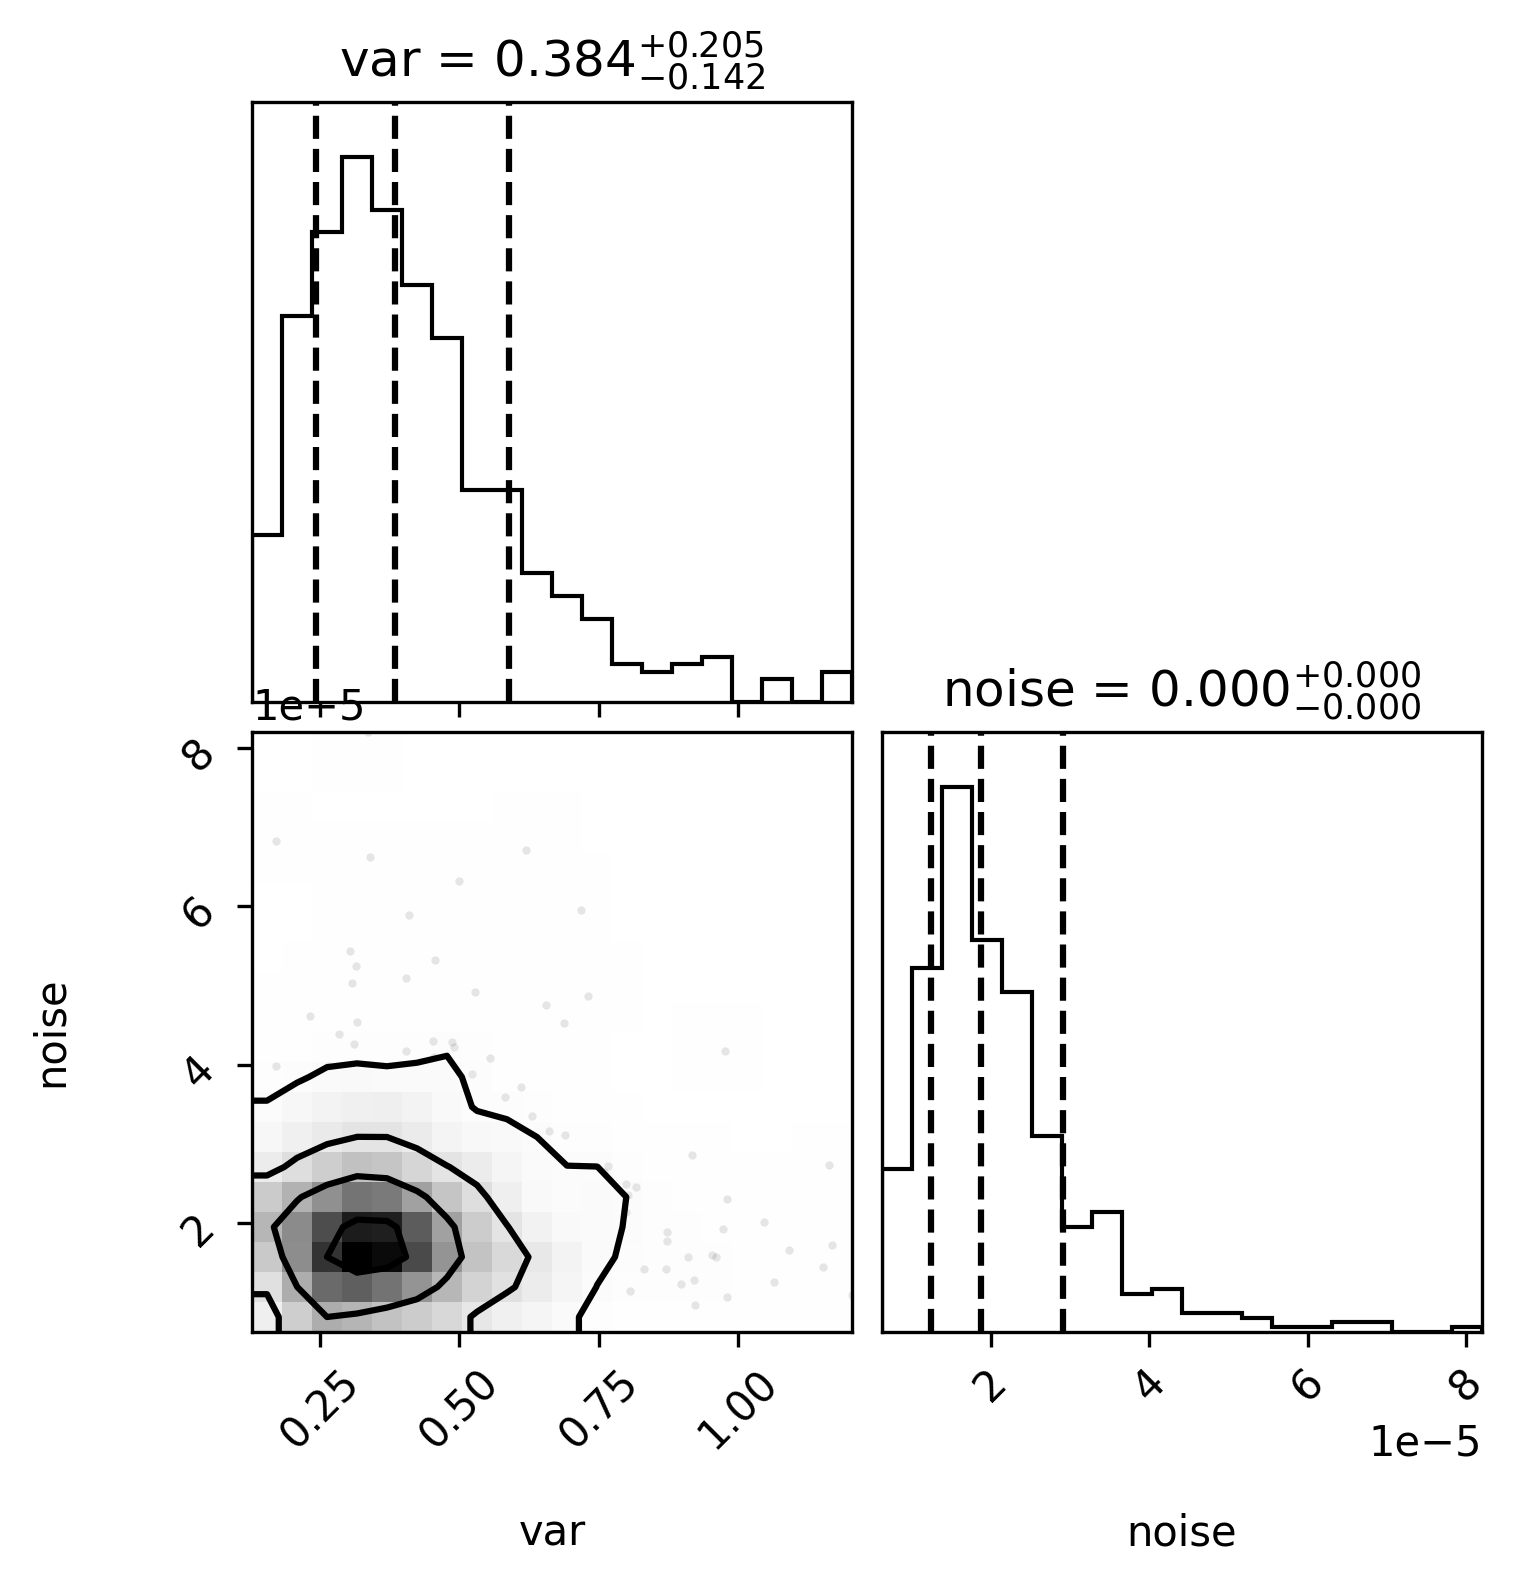 var = 0.384+0.205−0.142
1e−5
noise = 0.000+0.000−0.000
8
6
4
2
noise
0.25 0.50 0.75 1.00
2 4 6 8
1e−5
var
noise